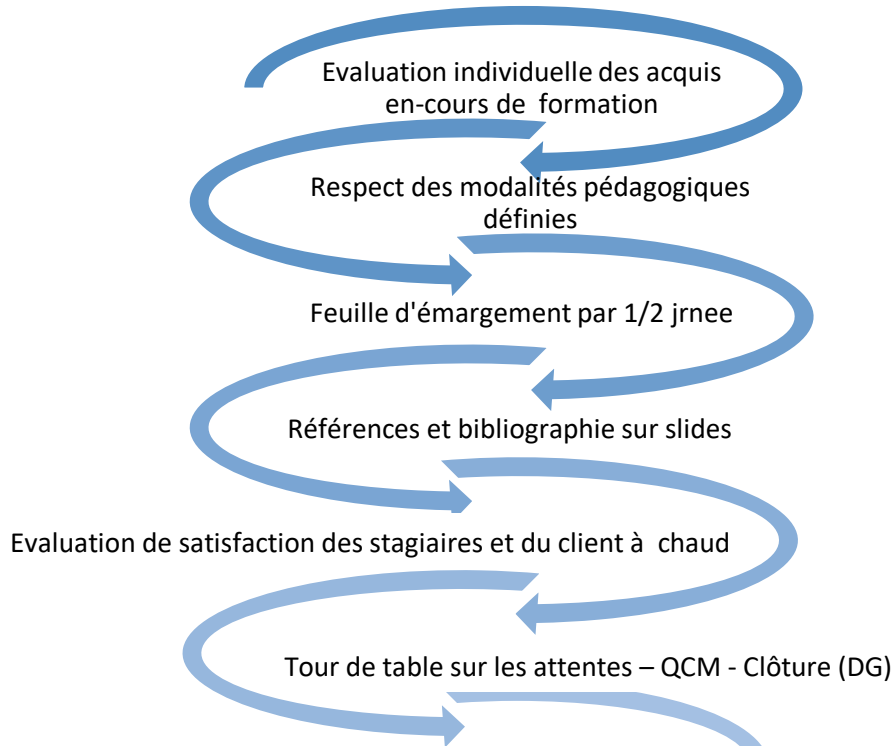 Evaluation individuelle des acquis
en-cours de formation
Respect des modalités pédagogiques
définies
Feuille d'émargement par 1/2 jrnee
Références et bibliographie sur slides
Evaluation de satisfaction des stagiaires et du client à chaud
Tour de table sur les attentes – QCM - Clôture (DG)